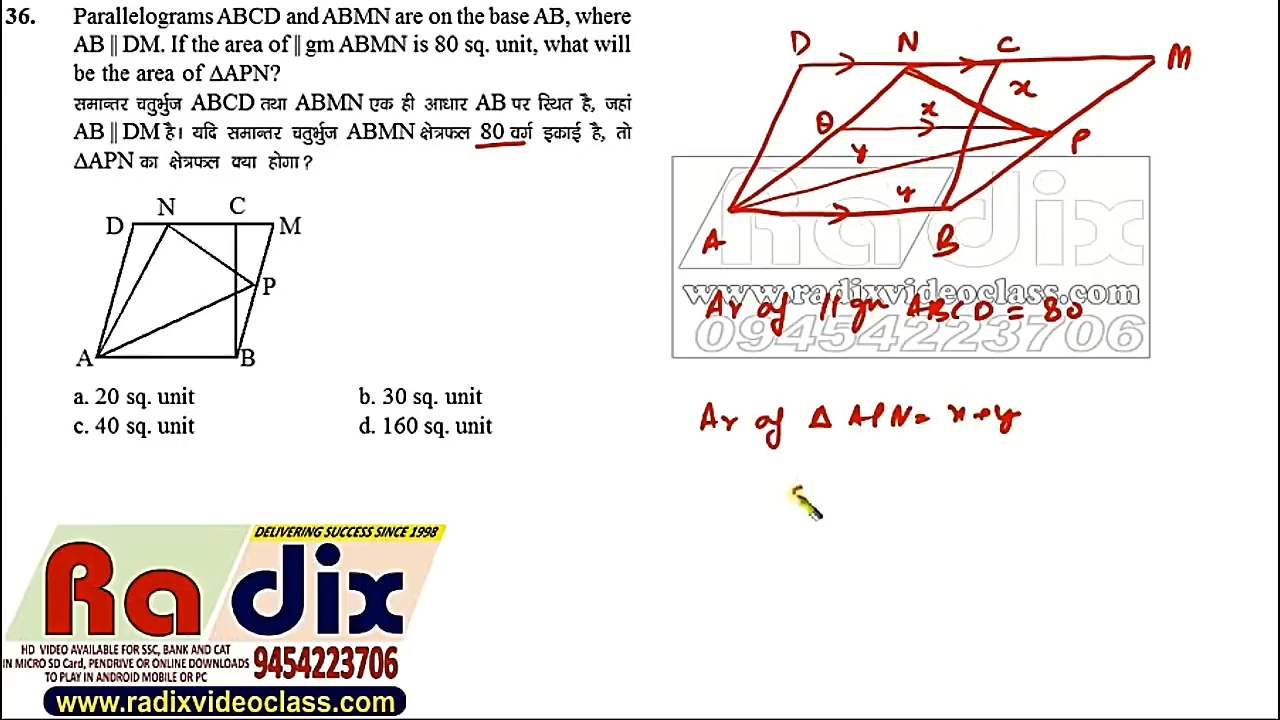 36. Parallelograms ABCD and ABMN are on the base AB, where
AB || DM. If the area of || gm ABMN is 80 sq. unit, what will
be the area of ΔAPN?
समान्तर चतुर्भुज ABCD तथा ABMN एक ही आधार AB पर स्थित है, जहां
AB || DM है। यदि समान्तर चतुर्भुज ABMN क्षेत्रफल 80 वर्ग इकाई है, तो
ΔAPN का क्षेत्रफल क्या होगा ?
D N C M
P
A B
a. 20 sq. unit b. 30 sq. unit
c. 40 sq. unit d. 160 sq. unit
D N C M
x
Q x P
y
y
A B
Radix
www.radixvideoclass.com
Ar of ||gm ABCD = 80
09454223706
Ar of Δ APN = x+y
DELIVERING SUCCESS SINCE 1998
Radix
HD VIDEO AVAILABLE FOR SSC, BANK AND CAT
IN MICRO SD Card, PENDRIVE OR ONLINE DOWNLOADS
TO PLAY IN ANDROID MOBILE OR PC
9454223706
www.radixvideoclass.com